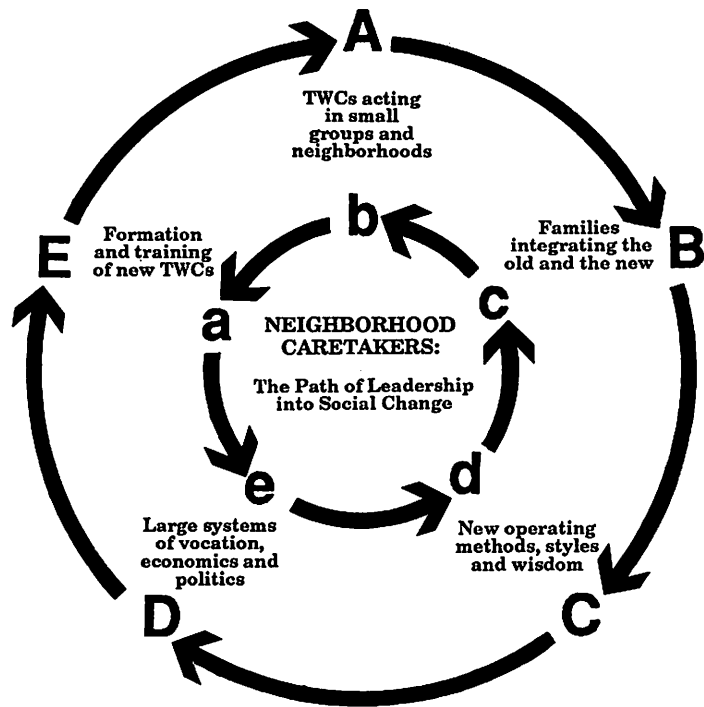 A
TWCs acting
in small
groups and
neighborhoods
B
Families
integrating the
old and the new
E
Formation
and training
of new TWCs
b
a
c
NEIGHBORHOOD
CARETAKERS:
The Path of Leadership
into Social Change
e
d
Large systems
of vocation,
economics and
politics
New operating
methods, styles
and wisdom
D
C